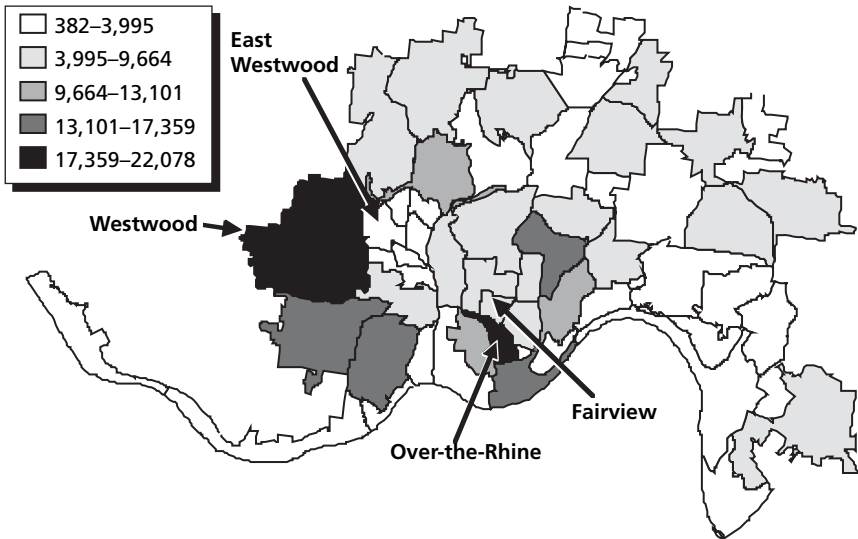 382–3,995
3,995–9,664
9,664–13,101
13,101–17,359
17,359–22,078
East
Westwood
Westwood
Fairview
Over-the-Rhine